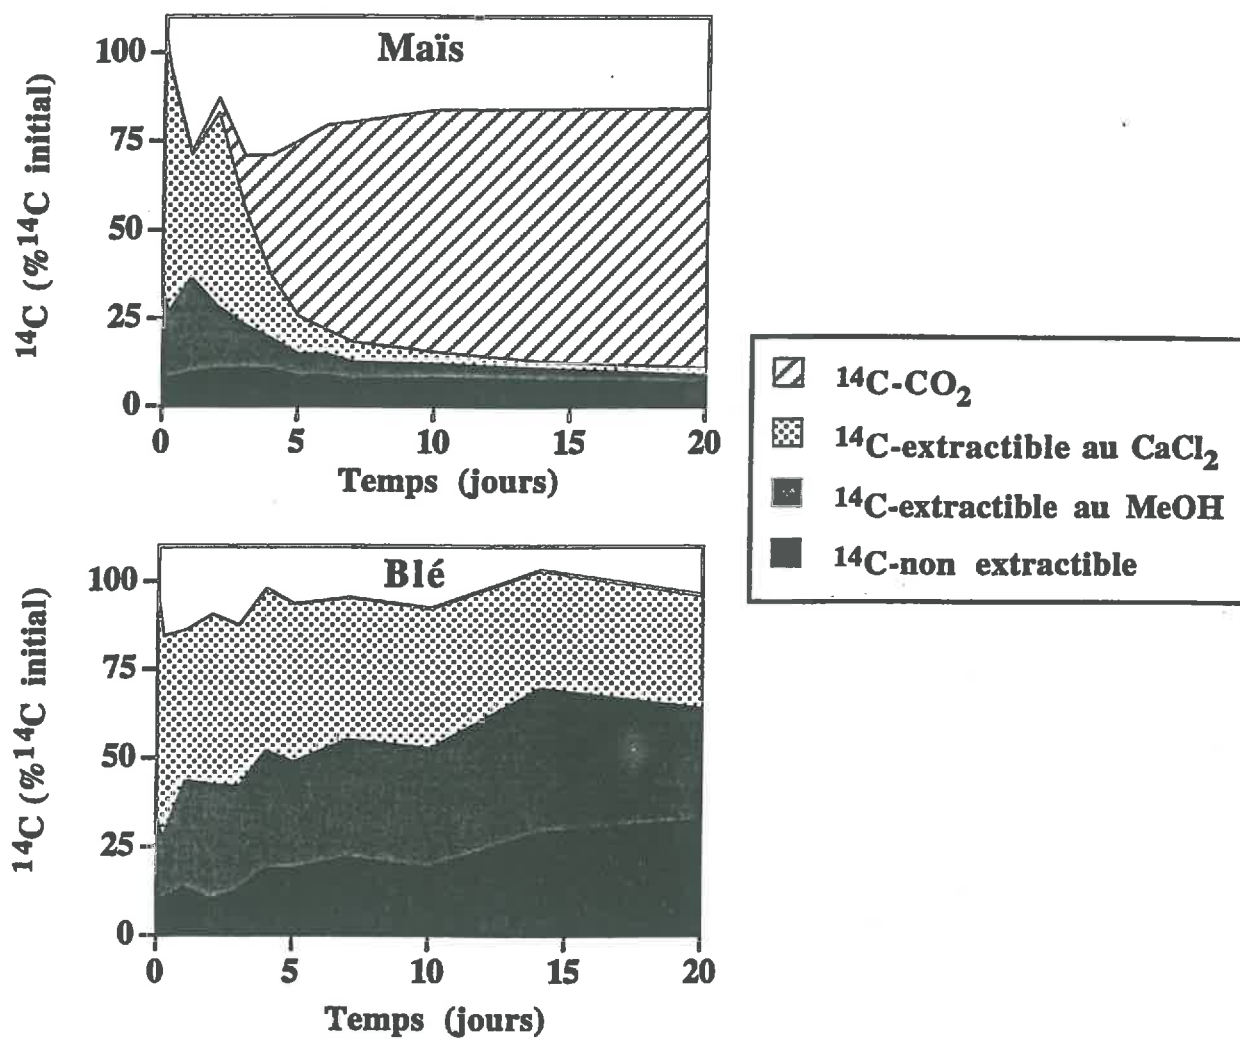 Maïs
14C (%14C initial)
100
75
50
25
0
0 5 10 15 20
Temps (jours)
14C-CO2
14C-extractible au CaCl2
14C-extractible au MeOH
14C-non extractible
Blé
14C (%14C initial)
100
75
50
25
0
0 5 10 15 20
Temps (jours)